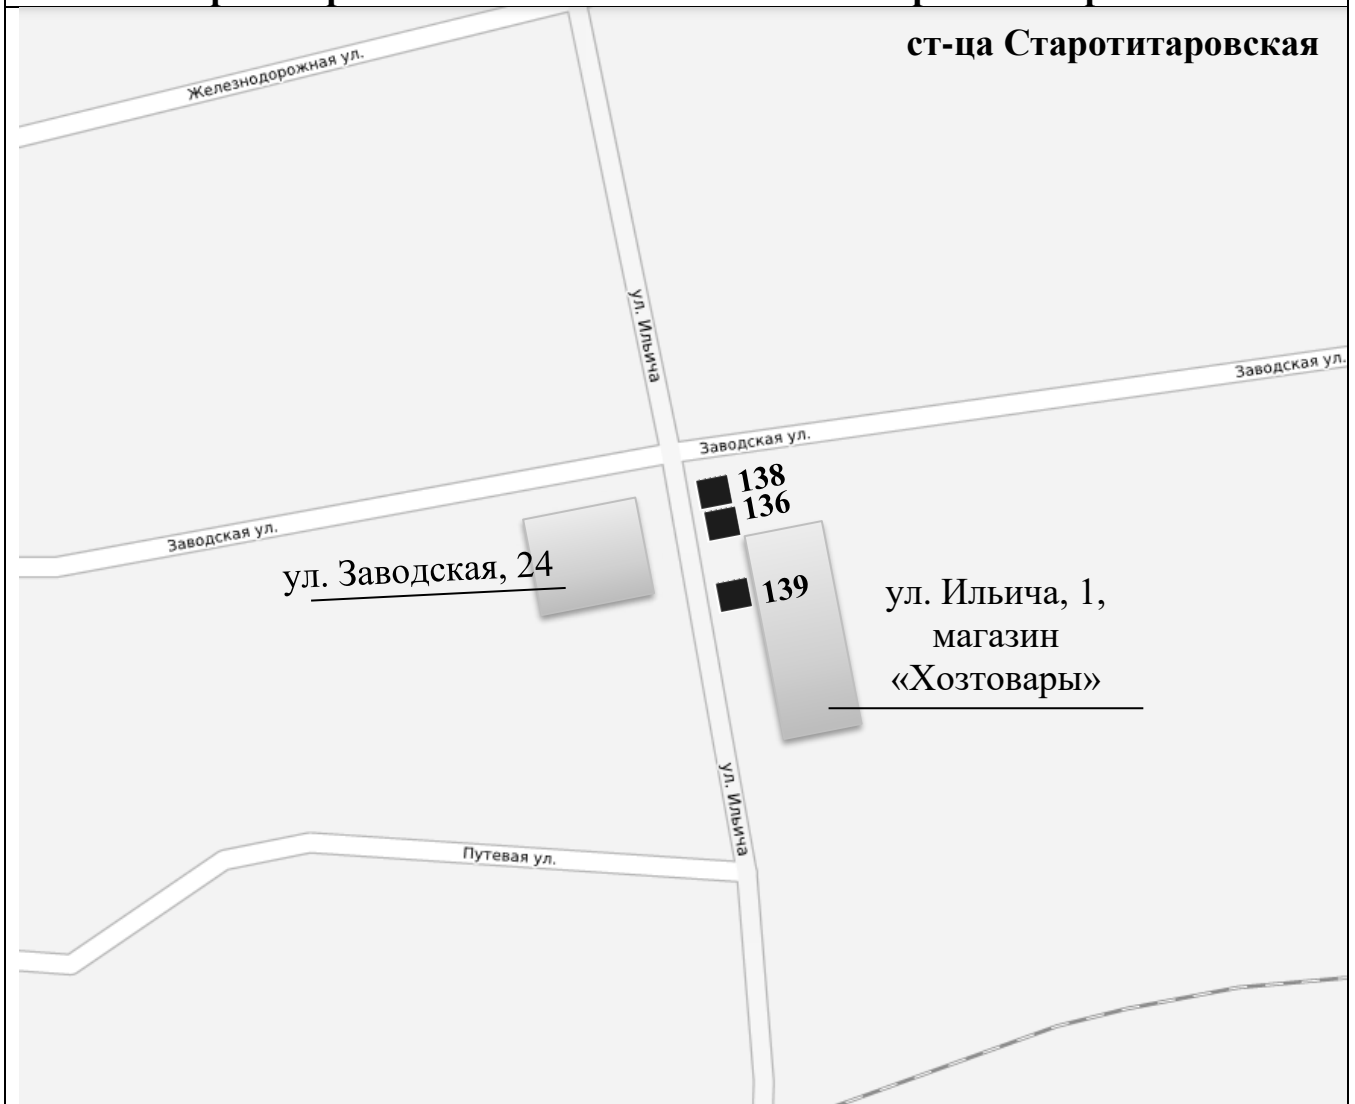 ст-ца Старотитаровская
Железнодорожная ул.
ул. Ильича
Заводская ул.
Заводская ул.
138
136
Заводская ул.
ул. Заводская, 24
139
ул. Ильича, 1,
магазин
«Хозтовары»
ул. Ильича
Путевая ул.